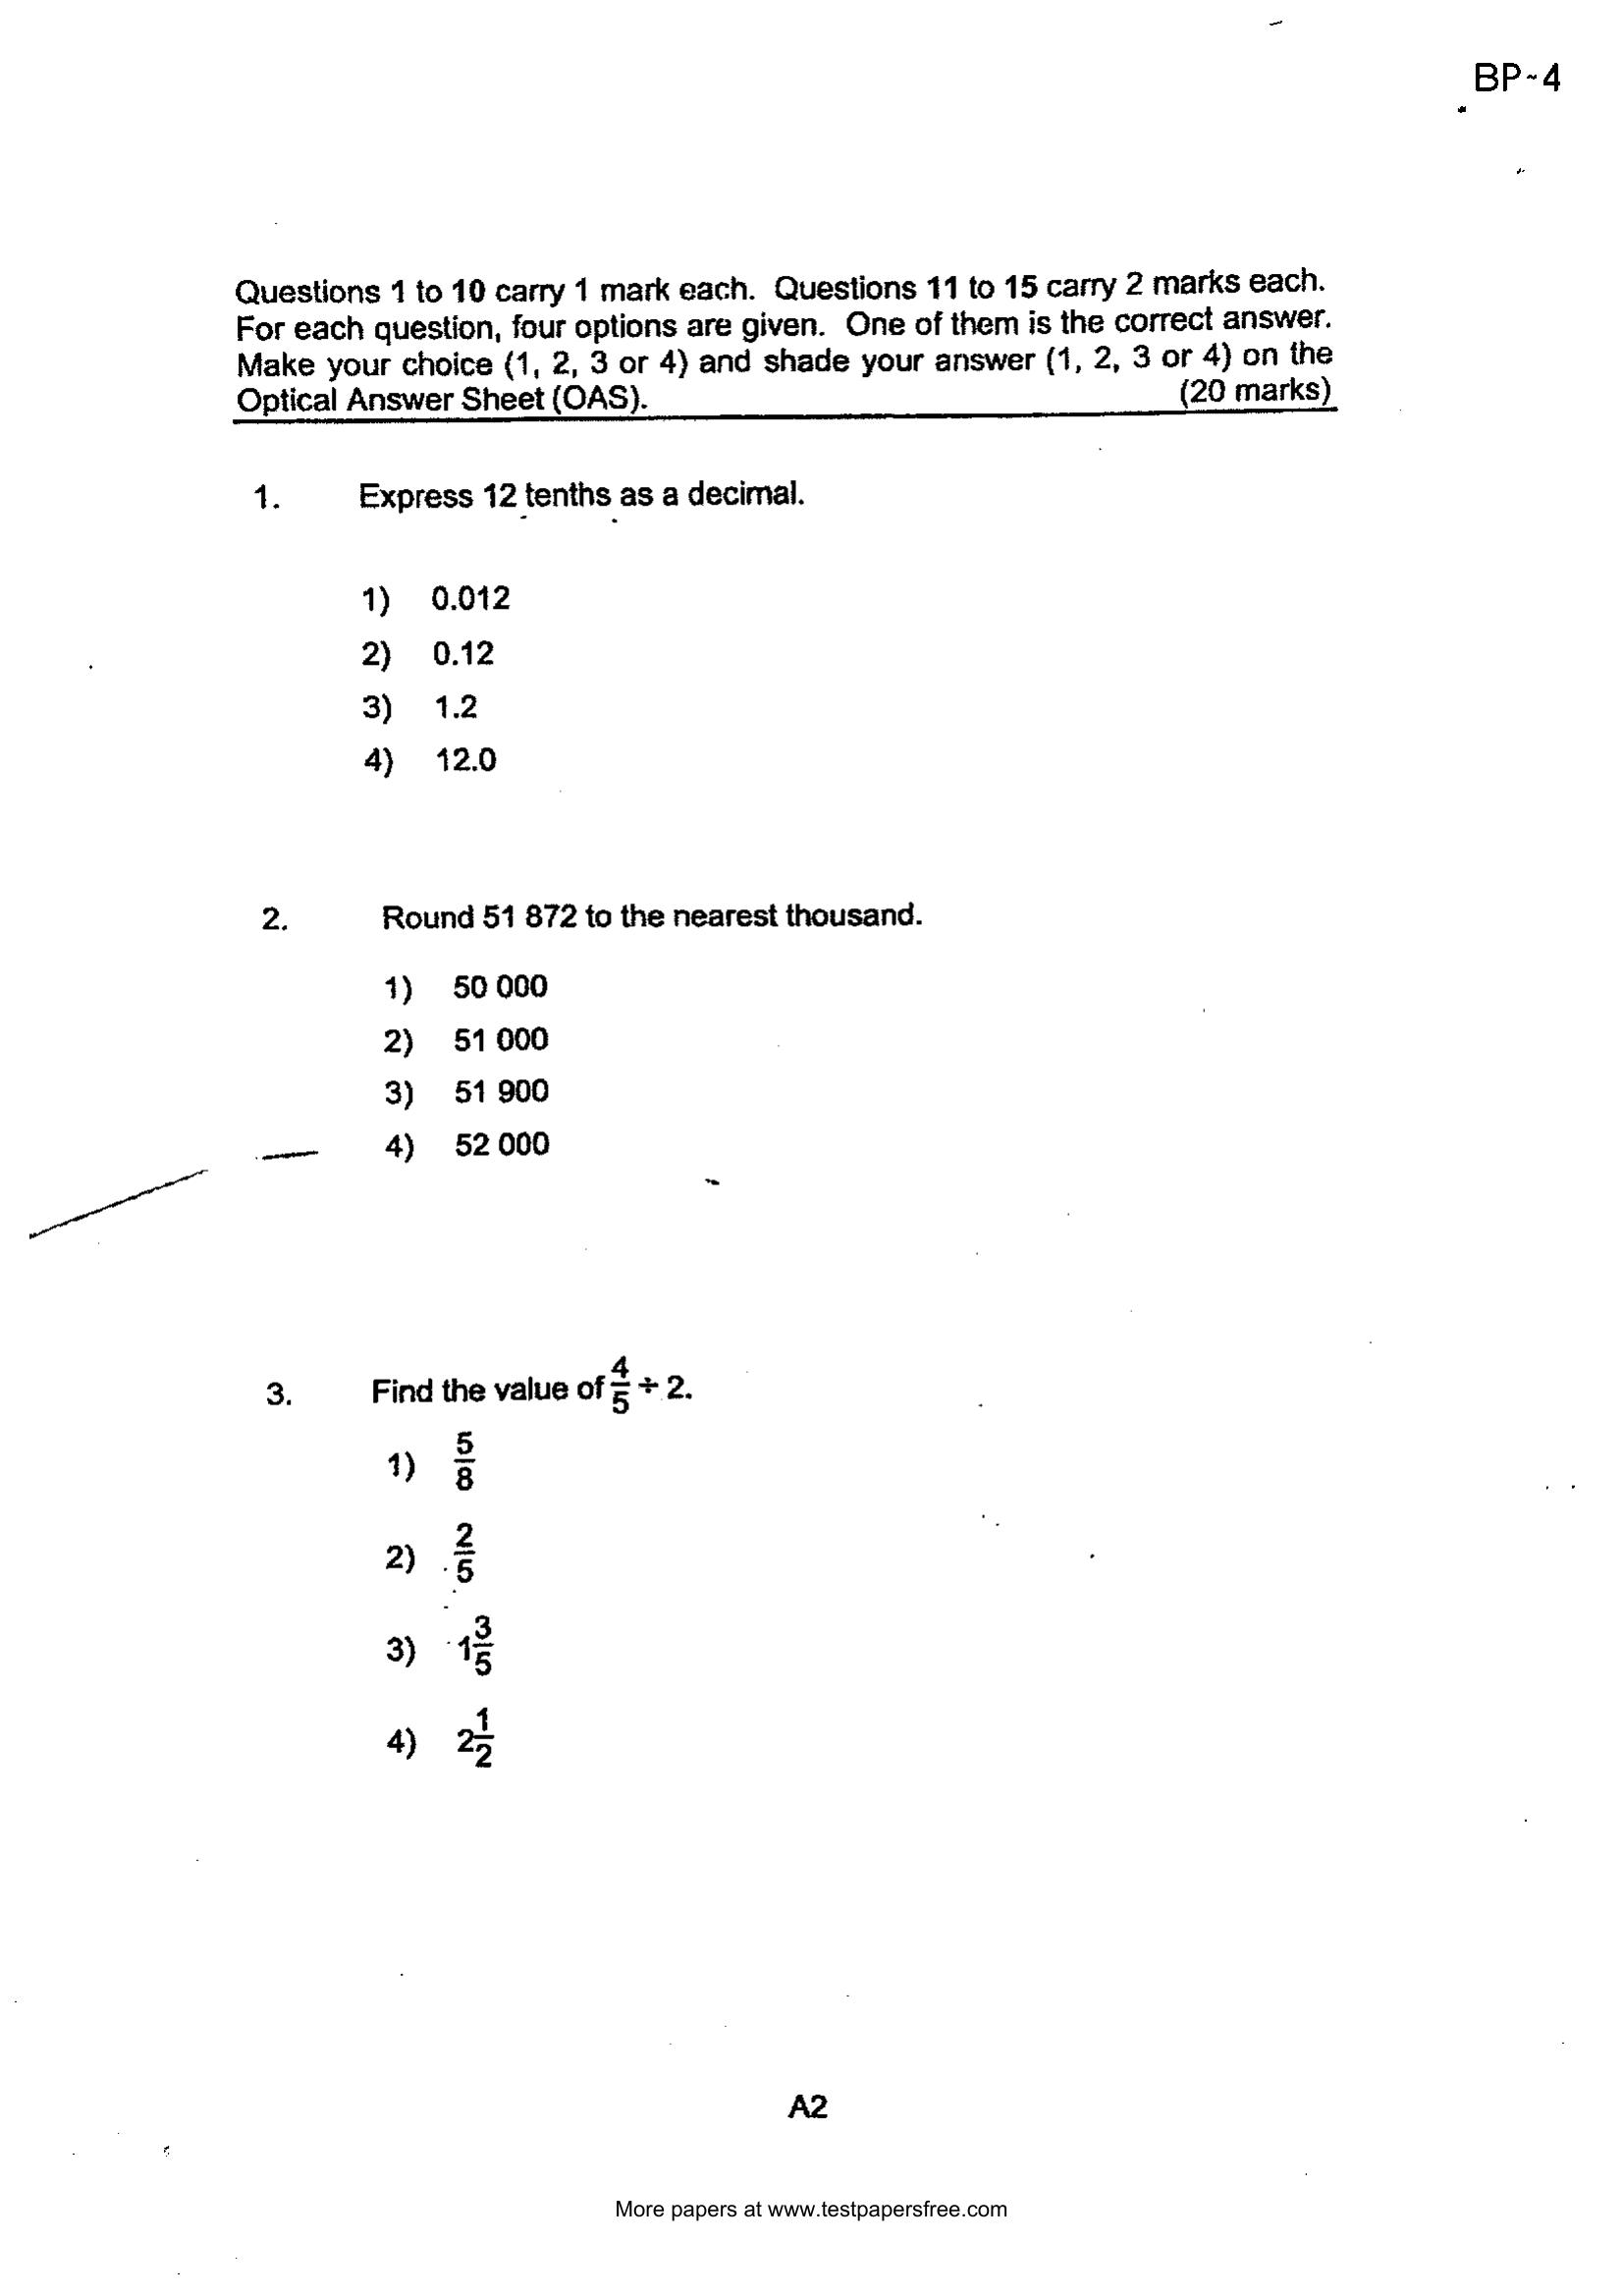 BP~4
Questions 1 to 10 carry 1 mark each. Questions 11 to 15 carry 2 marks each.
For each question, four options are given. One of them is the correct answer.
Make your choice (1, 2, 3 or 4) and shade your answer (1, 2, 3 or 4) on the
Optical Answer Sheet (OAS). (20 marks)
1. Express 12 tenths as a decimal.
1) 0.012
2) 0.12
3) 1.2
4) 12.0
2. Round 51 872 to the nearest thousand.
1) 50 000
2) 51 000
3) 51 900
4) 52 000
3. Find the value of 4/5 ÷ 2.
1) 5/8
2) 2/5
3) 1 3/5
4) 2 1/2
A2
More papers at www.testpapersfree.com